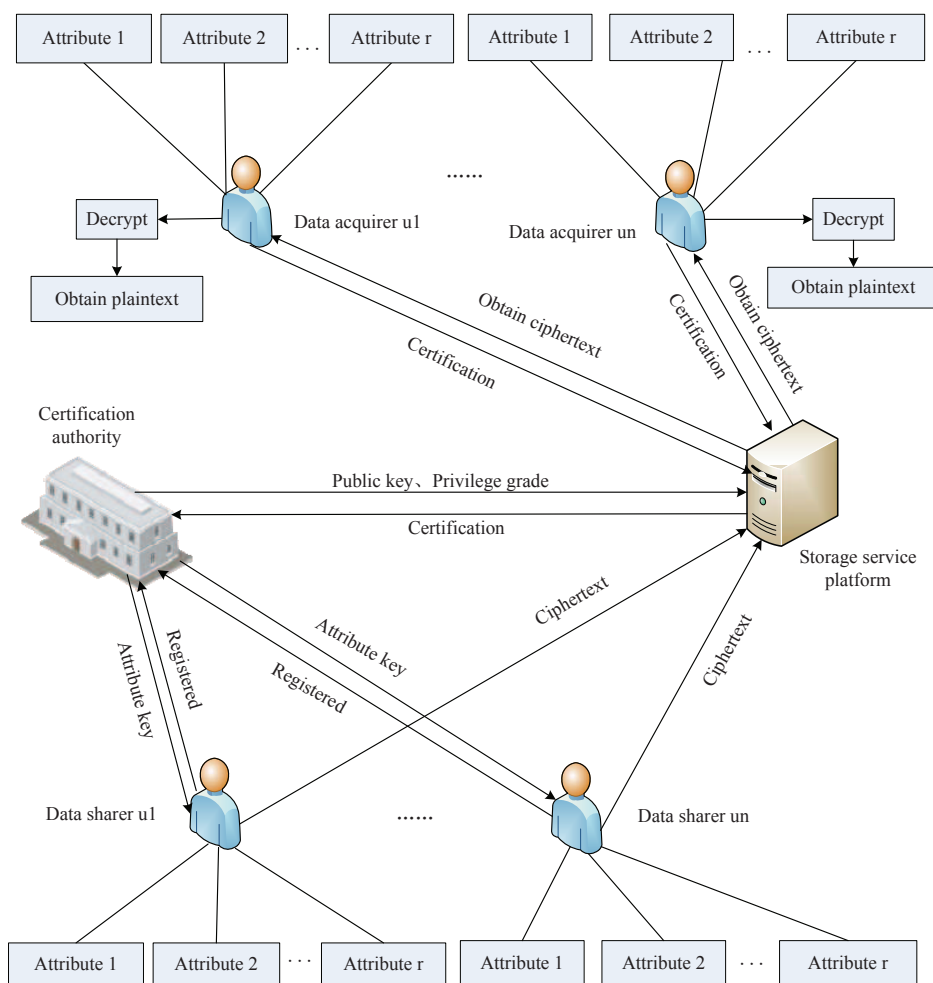 Attribute 1
Attribute 2
...
Attribute r
Attribute 1
Attribute 2
...
Attribute r
......
Decrypt
Data acquirer u1
Data acquirer un
Decrypt
Obtain plaintext
Obtain plaintext
Obtain ciphertext
Certification
Certification
Obtain ciphertext
Certification
authority
Public key、Privilege grade
Certification
Storage service
platform
Ciphertext
Ciphertext
Attribute key
Registered
Registered
Attribute key
Data sharer u1
......
Data sharer un
Attribute 1
Attribute 2
...
Attribute r
Attribute 1
Attribute 2
...
Attribute r